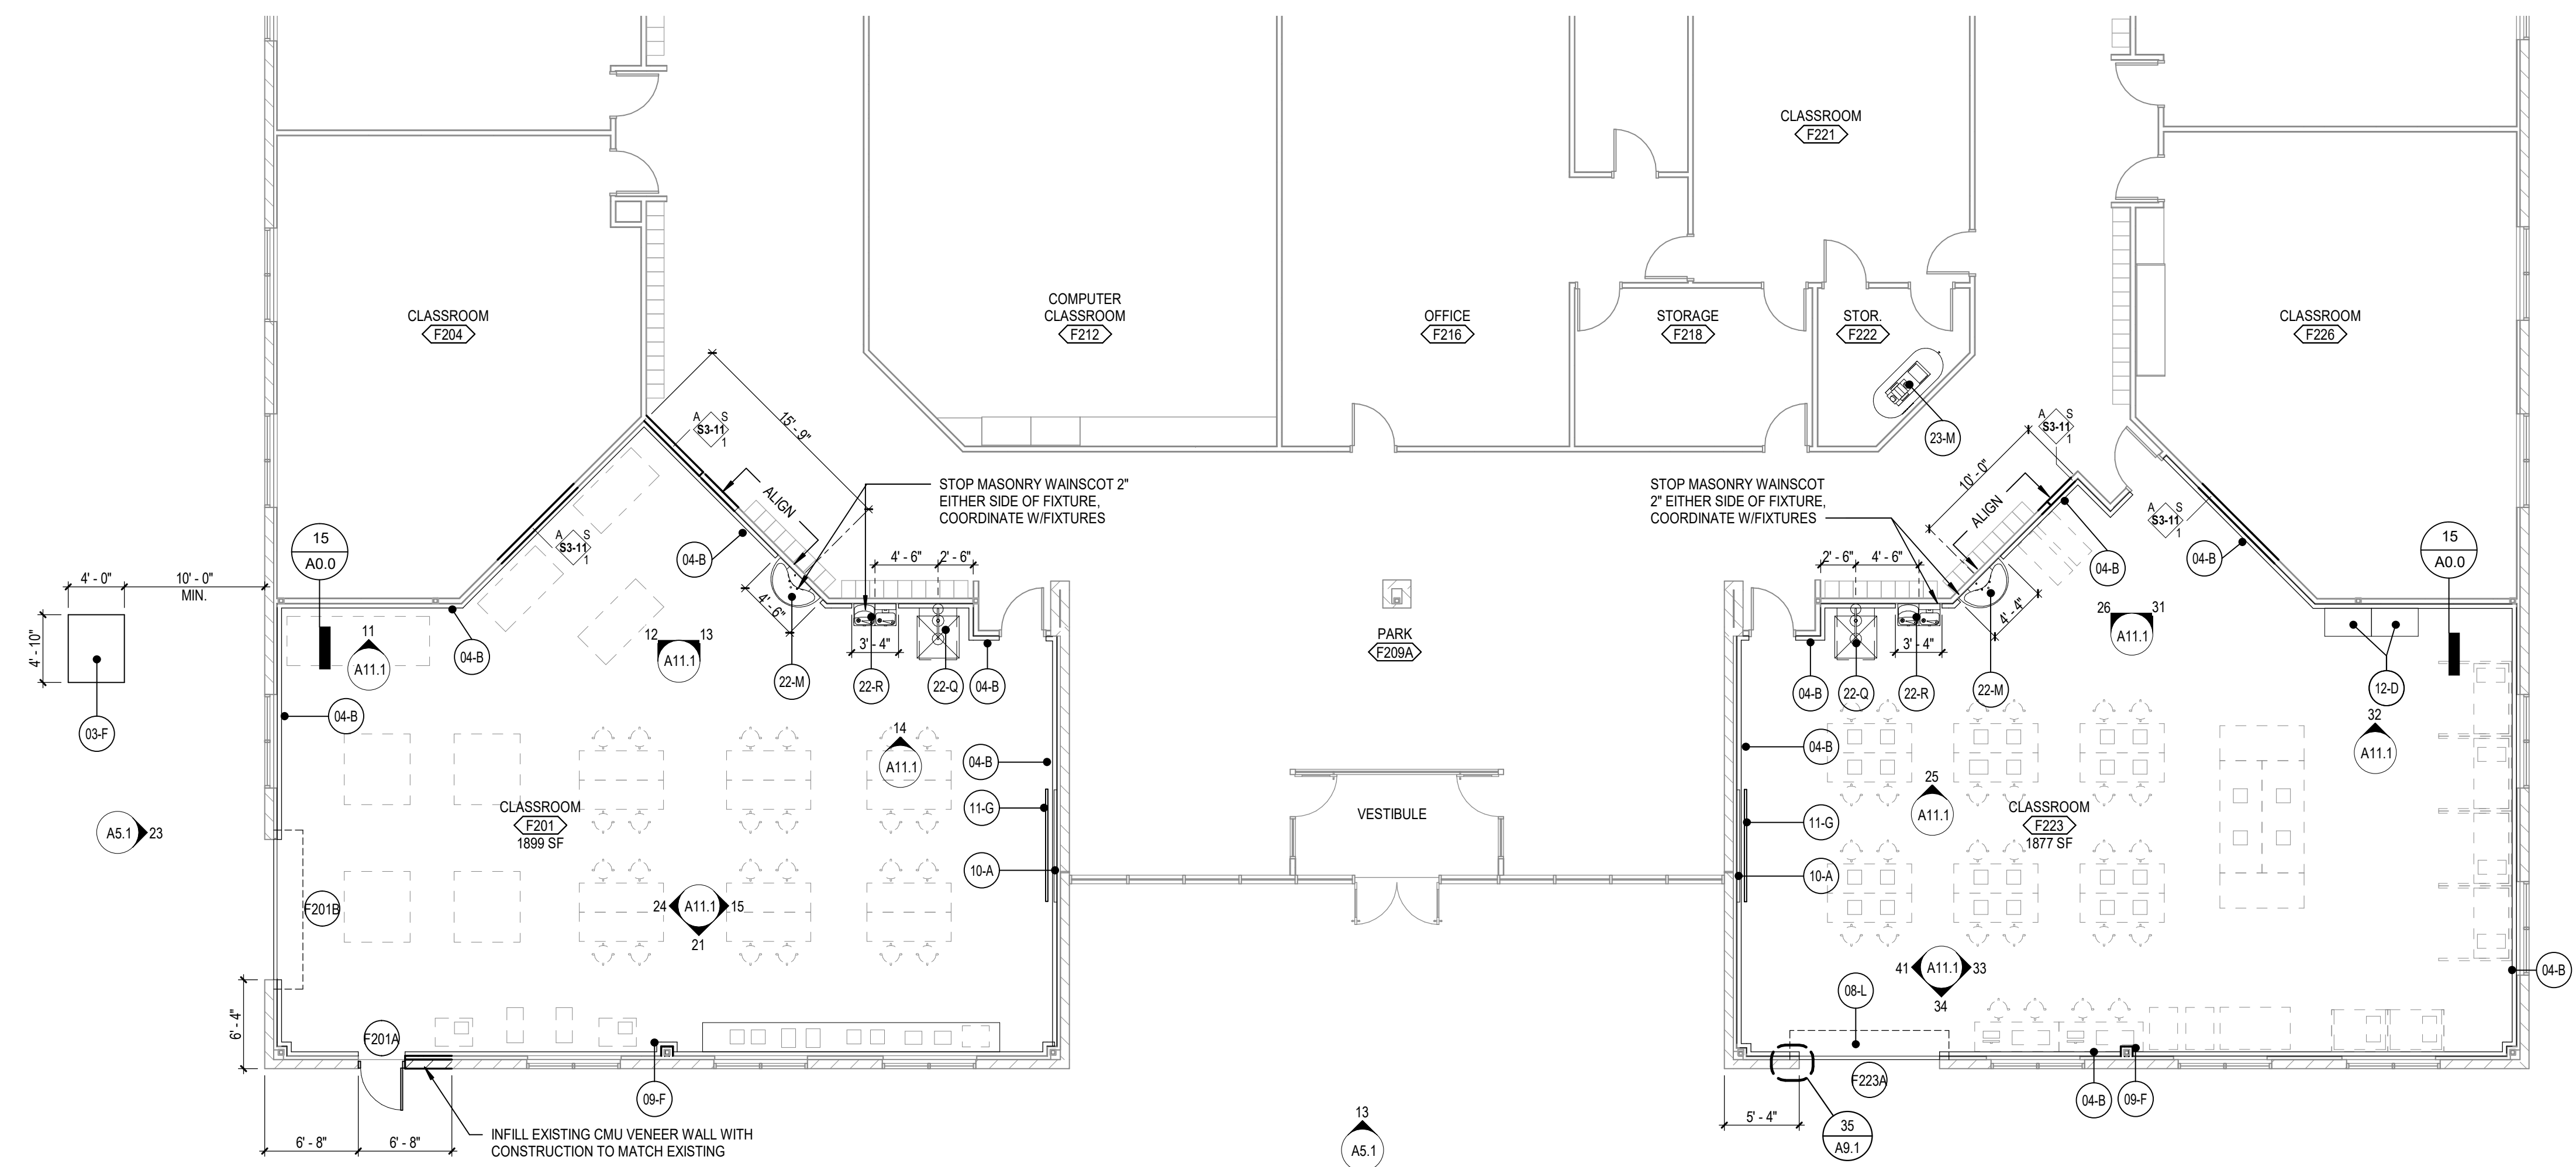 CLASSROOM
F221
COMPUTER
CLASSROOM
F212
CLASSROOM
F204
OFFICE
F216
STORAGE
F218
STOR.
F222
CLASSROOM
F226
23-M
A S
S3-11
1
15' - 9"
ALIGN
STOP MASONRY WAINSCOT 2"
EITHER SIDE OF FIXTURE,
COORDINATE W/FIXTURES
STOP MASONRY WAINSCOT
2" EITHER SIDE OF FIXTURE,
COORDINATE W/FIXTURES
10' - 0"
ALIGN
A S
S3-11
1
A S
S3-11
1
A S
S3-11
1
15
A0.0
15
A0.0
04-B
04-B
04-B
4' - 0"
10' - 0"
MIN.
4' - 10"
03-F
4' - 6"
2' - 6"
4' - 6"
3' - 4"
2' - 6"
4' - 6"
4' - 4"
3' - 4"
11
A11.1
04-B
12
13
A11.1
22-M
22-R
22-Q
04-B
PARK
F209A
04-B
22-Q
22-R
22-M
26
31
A11.1
12-D
04-B
14
A11.1
04-B
11-G
10-A
04-B
11-G
10-A
25
A11.1
32
A11.1
A5.1
23
CLASSROOM
F201
1899 SF
VESTIBULE
CLASSROOM
F223
1877 SF
F201B
24
A11.1
15
21
41
A11.1
33
34
04-B
08-L
6' - 4"
F201A
09-F
F223A
04-B
09-F
6' - 8"
6' - 8"
INFILL EXISTING CMU VENEER WALL WITH
CONSTRUCTION TO MATCH EXISTING
13
A5.1
5' - 4"
35
A9.1